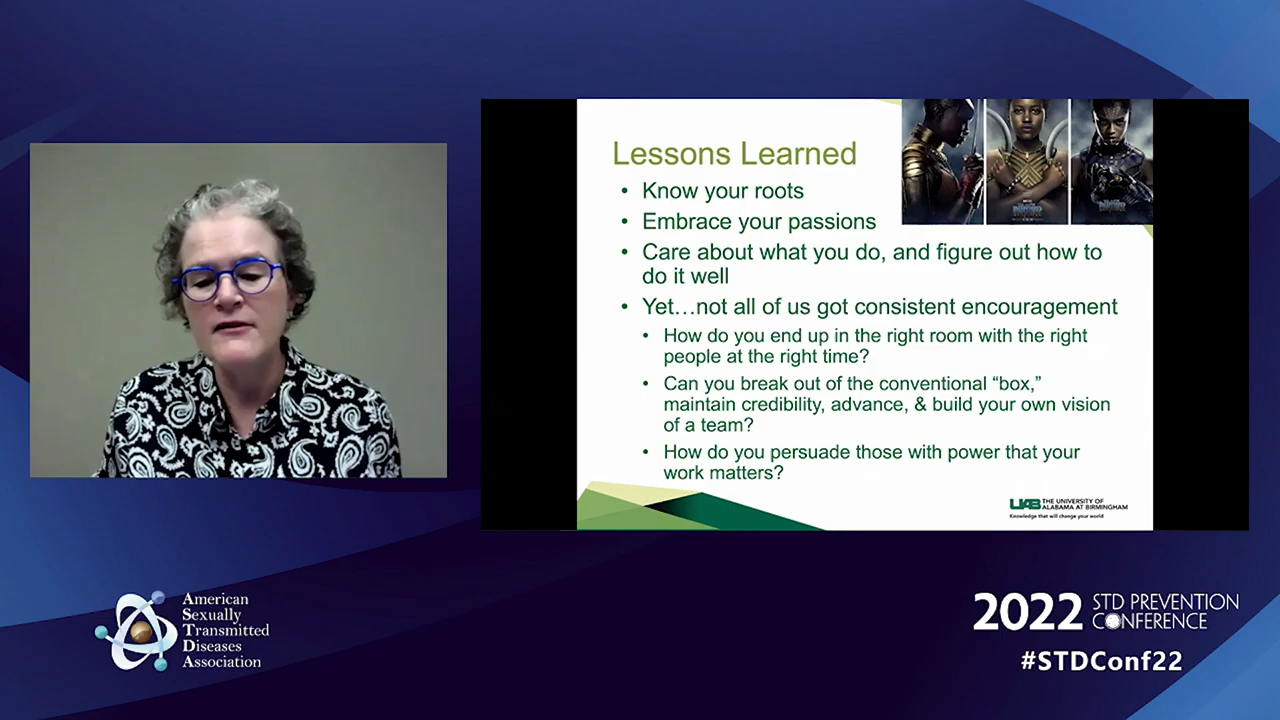 Lessons Learned
• Know your roots
• Embrace your passions
• Care about what you do, and figure out how to
do it well
• Yet…not all of us got consistent encouragement
• How do you end up in the right room with the right
people at the right time?
• Can you break out of the conventional “box,”
maintain credibility, advance, & build your own vision
of a team?
• How do you persuade those with power that your
work matters?
UAB THE UNIVERSITY OF
ALABAMA AT BIRMINGHAM
Knowledge that will change your world
American
Sexually
Transmitted
Diseases
Association
2022 STD PREVENTION
CONFERENCE
#STDConf22